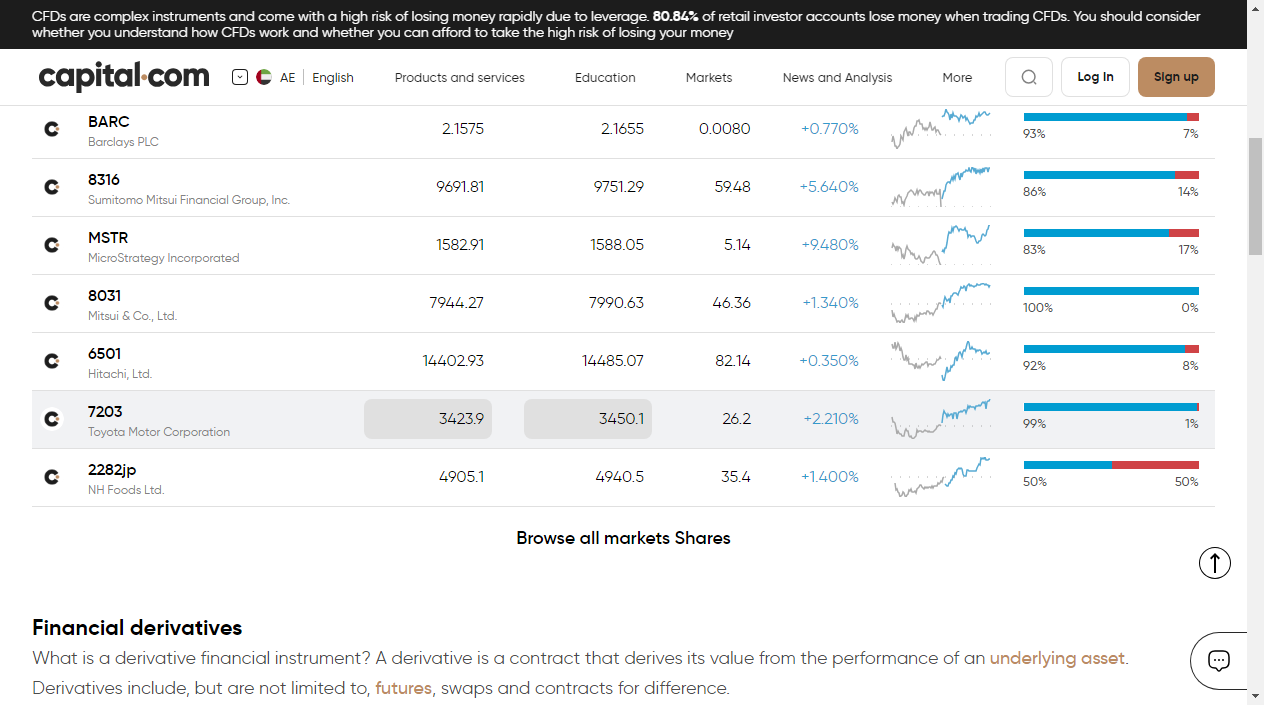 CFDs are complex instruments and come with a high risk of losing money rapidly due to leverage. 80.84% of retail investor accounts lose money when trading CFDs. You should consider
whether you understand how CFDs work and whether you can afford to take the high risk of losing your money
capital.com AE English Products and services Education Markets News and Analysis More Log In Sign up
BARC 2.1575 2.1655 0.0080 +0.770%
Barclays PLC 93% 7%
8316 9691.81 9751.29 59.48 +5.640%
Sumitomo Mitsui Financial Group, Inc. 86% 14%
MSTR 1582.91 1588.05 5.14 +9.480%
MicroStrategy Incorporated 83% 17%
8031 7944.27 7990.63 46.36 +1.340%
Mitsui & Co., Ltd. 100% 0%
6501 14402.93 14485.07 82.14 +0.350%
Hitachi, Ltd. 92% 8%
7203 3423.9 3450.1 26.2 +2.210%
Toyota Motor Corporation 99% 1%
2282jp 4905.1 4940.5 35.4 +1.400%
NH Foods Ltd. 50% 50%
Browse all markets Shares
Financial derivatives
What is a derivative financial instrument? A derivative is a contract that derives its value from the performance of an underlying asset.
Derivatives include, but are not limited to, futures, swaps and contracts for difference.